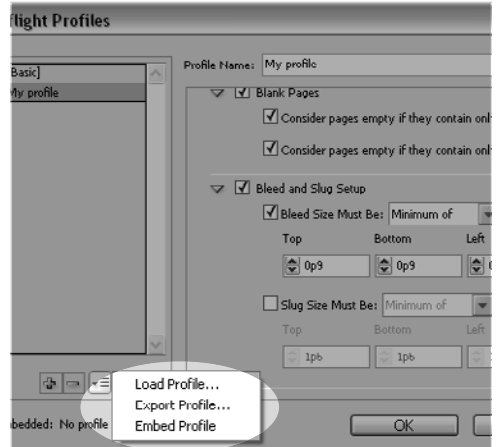 flight Profiles
[Basic]
My profile
Profile Name: My profile
Blank Pages
Consider pages empty if they contain only
Consider pages empty if they contain onl
Bleed and Slug Setup
Bleed Size Must Be: Minimum of
Top Bottom Left
0p9 0p9
Slug Size Must Be: Minimum of
Top Bottom Left
1p6 1p6
Load Profile...
Export Profile...
Embed Profile
bedded: No profile
OK